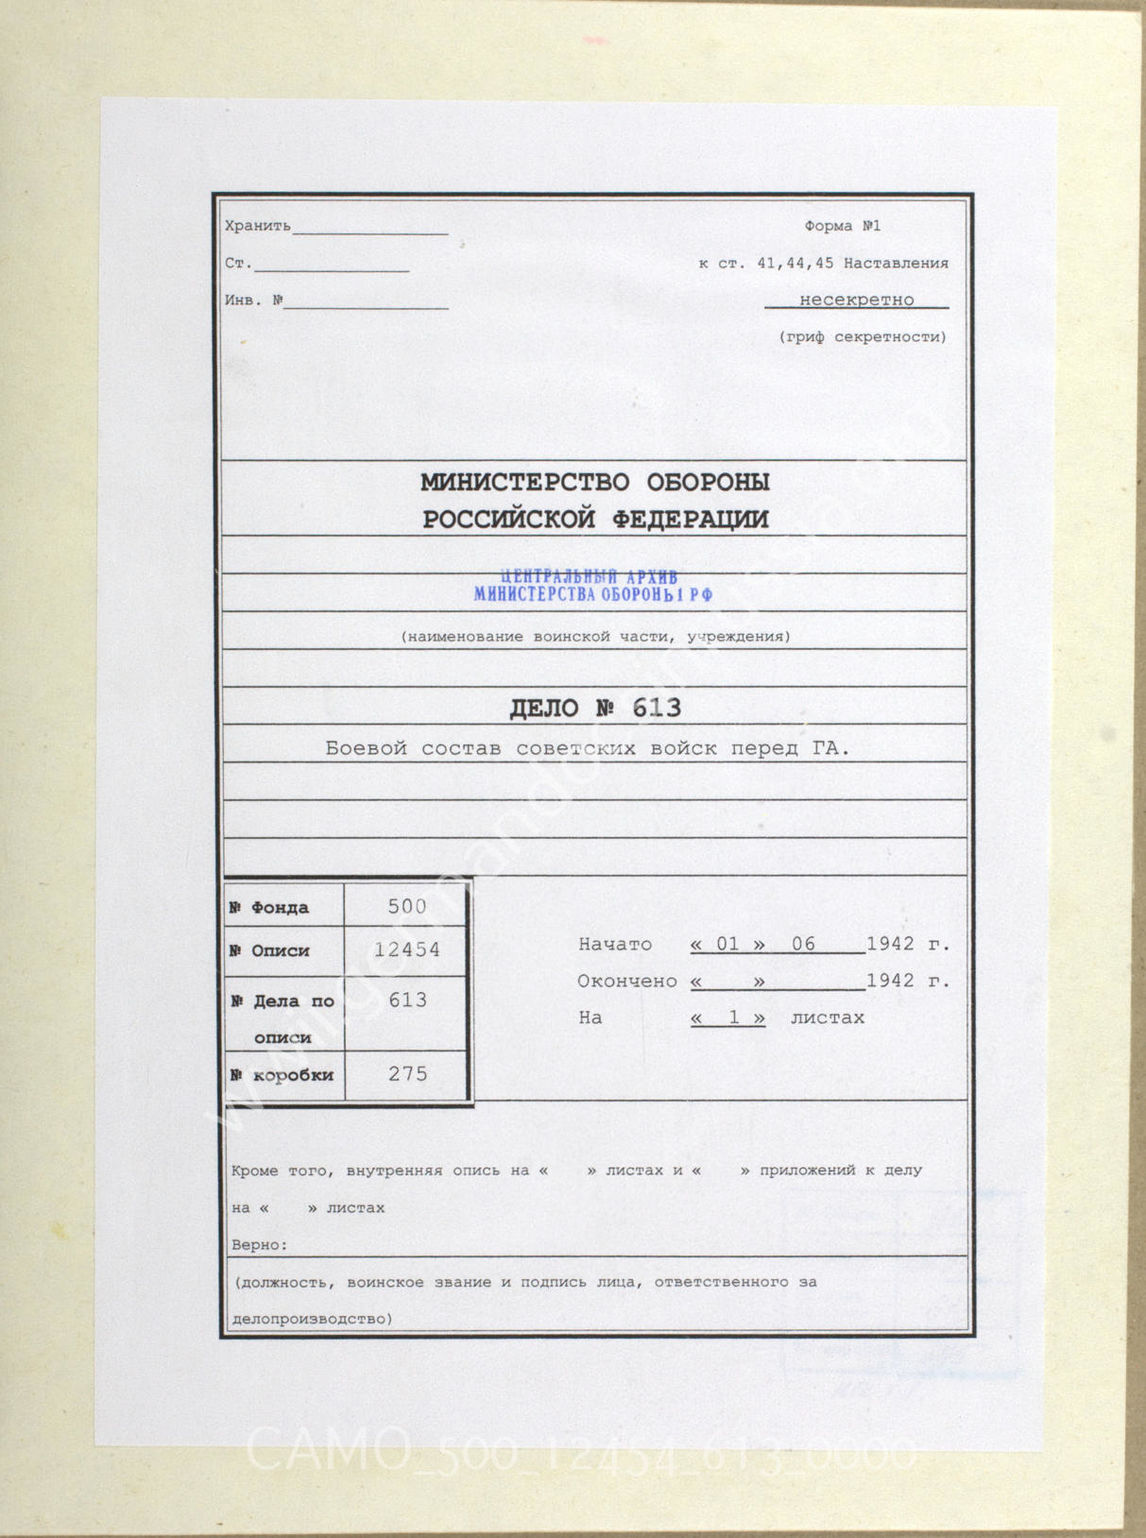 Хранить
Форма №1
Ст.
к ст. 41,44,45 Наставления
Инв. №
несекретно
(гриф секретности)
МИНИСТЕРСТВО ОБОРОНЫ
РОССИЙСКОЙ ФЕДЕРАЦИИ
ЦЕНТРАЛЬНЫЙ АРХИВ
МИНИСТЕРСТВА ОБОРОНЫ РФ
(наименование воинской части, учреждения)
ДЕЛО № 613
Боевой состав советских войск перед ГА.
№ Фонда 500
№ Описи 12454
№ Дела по 613
описи
№ коробки 275
Начато « 01 » 06 1942 г.
Окончено « » 1942 г.
На « 1 » листах
Кроме того, внутренняя опись на « » листах и « » приложений к делу
на « » листах
Верно:
(должность, воинское звание и подпись лица, ответственного за
делопроизводство)
CAMO_500_12454_613_0000